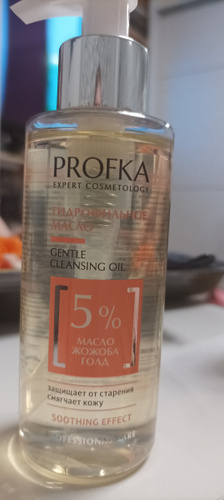 PROFKA
EXPERT COSMETOLOGY
ГИДРОФИЛЬНОЕ
МАСЛО
GENTLE
CLEANSING OIL
5%
МАСЛО
ЖОЖОБА
ГОЛД
защищает от старения
смягчает кожу
SOOTHING EFFECT